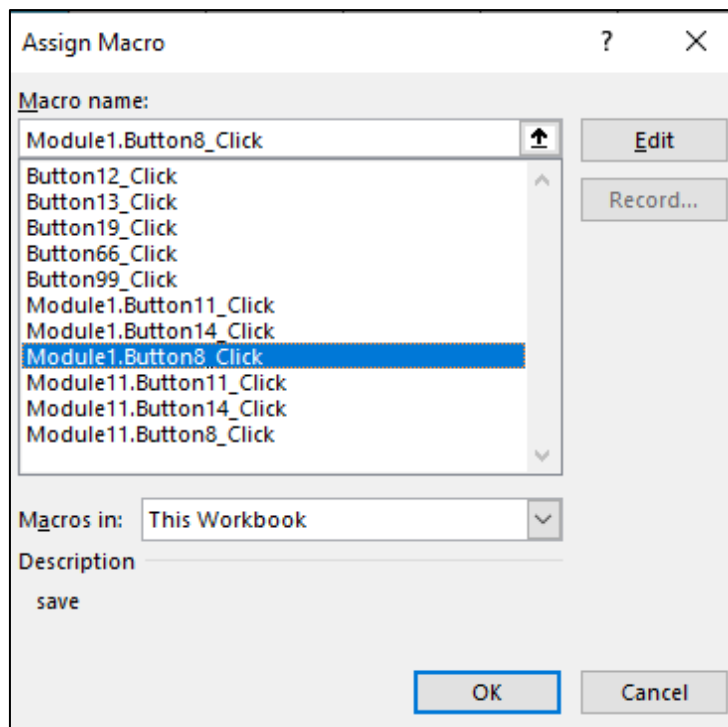 Assign Macro ? ×
Macro name:
Module1.Button8_Click
Edit
Button12_Click
Button13_Click
Button19_Click
Button66_Click
Button99_Click
Module1.Button11_Click
Module1.Button14_Click
Module1.Button8_Click
Module11.Button11_Click
Module11.Button14_Click
Module11.Button8_Click
Record...
Macros in: This Workbook
Description
save
OK Cancel